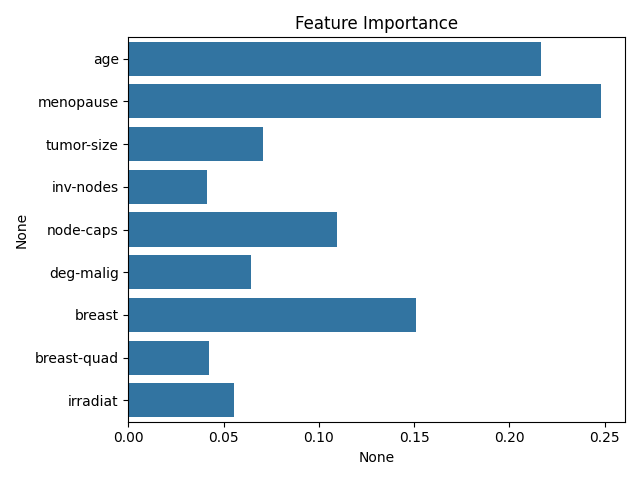 Feature Importance
age
menopause
tumor-size
inv-nodes
node-caps
deg-malig
breast
breast-quad
irradiat
None
0.00 0.05 0.10 0.15 0.20 0.25
None